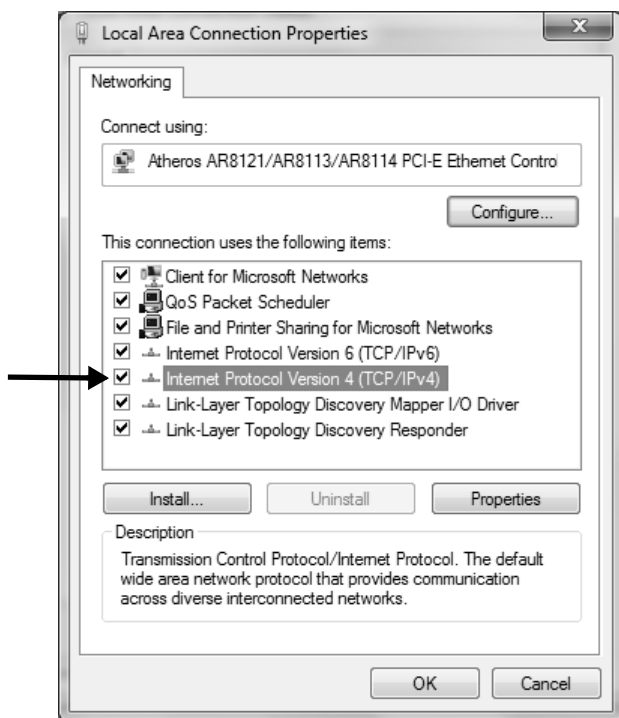 Local Area Connection Properties
Networking
Connect using:
Atheros AR8121/AR8113/AR8114 PCI-E Ethernet Contro
Configure...
This connection uses the following items:
Client for Microsoft Networks
QoS Packet Scheduler
File and Printer Sharing for Microsoft Networks
Internet Protocol Version 6 (TCP/IPv6)
Internet Protocol Version 4 (TCP/IPv4)
Link-Layer Topology Discovery Mapper I/O Driver
Link-Layer Topology Discovery Responder
Install... Uninstall Properties
Description
Transmission Control Protocol/Internet Protocol. The default
wide area network protocol that provides communication
across diverse interconnected networks.
OK Cancel